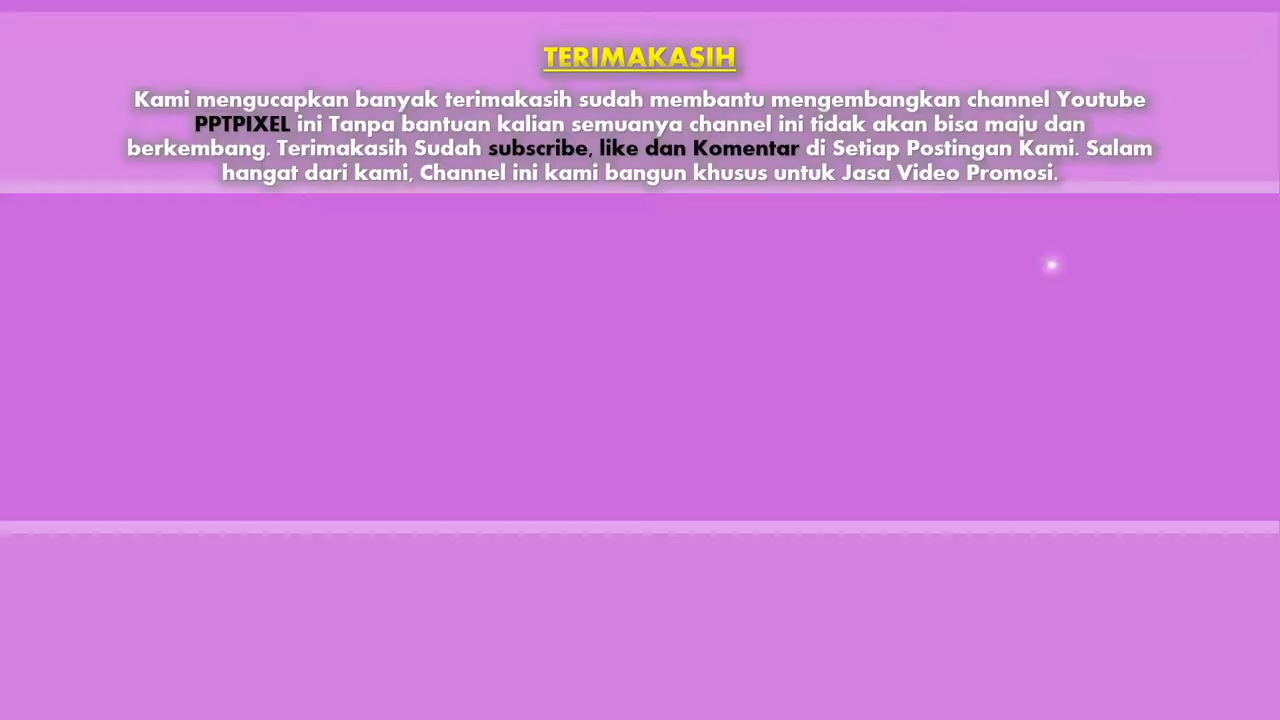 TERIMAKASIH
Kami mengucapkan banyak terimakasih sudah membantu mengembangkan channel Youtube
PPTPIXEL ini Tanpa bantuan kalian semuanya channel ini tidak akan bisa maju dan
berkembang. Terimakasih Sudah subscribe, like dan Komentar di Setiap Postingan Kami. Salam
hangat dari kami, Channel ini kami bangun khusus untuk Jasa Video Promosi.